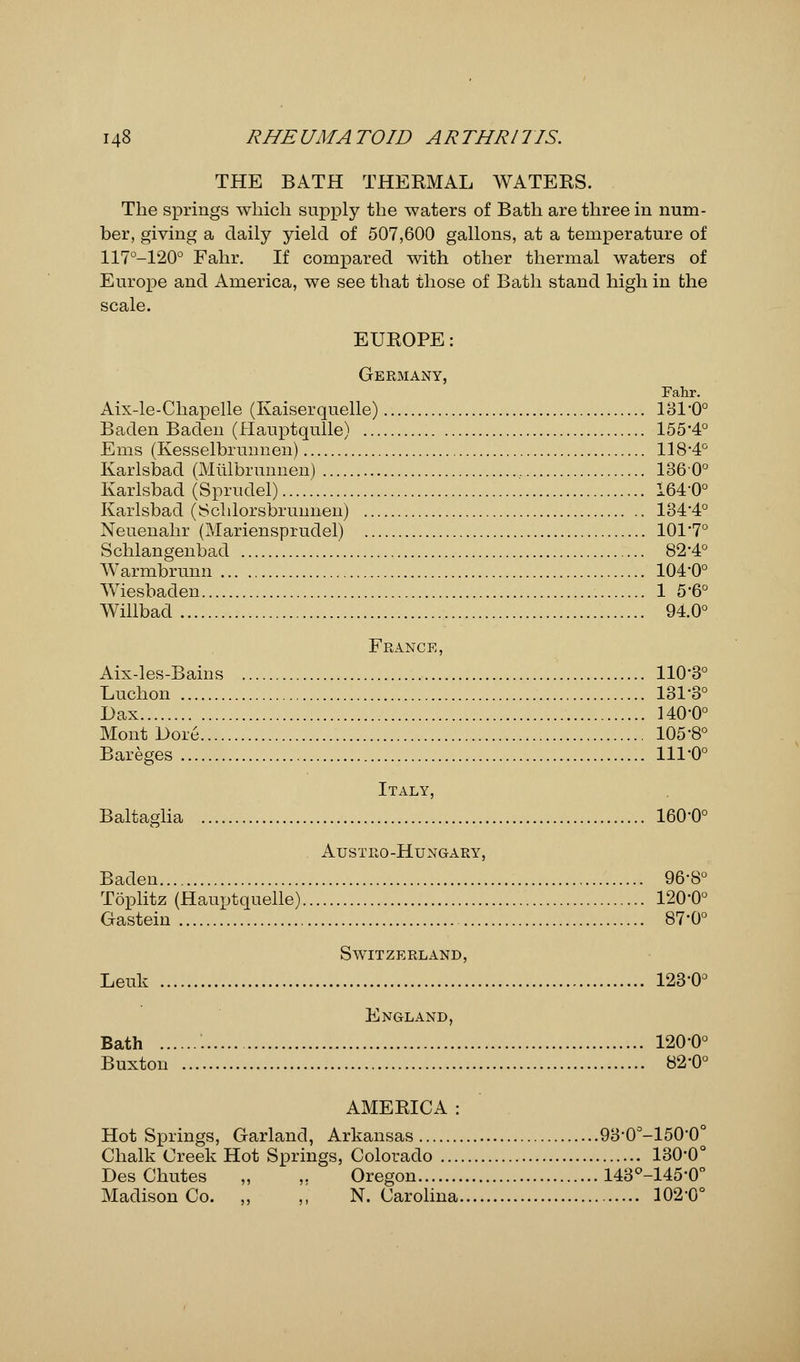 148 RHEUMATOID ARTHRITIS.
THE BATH THERMAL WATERS.
The springs which supply the waters of Bath are three in num-
ber, giving a daily yield of 507,600 gallons, at a temperature of
117°-120° Fahr. If compared with other thermal waters of
Europe and America, we see that those of Bath stand high in the
scale.
EUROPE:
Germany,
Fahr.
Aix-le-Chapelle (Kaiserquelle) ........ 131·0°
Baden Baden (Hauptqulle) ........ 155·4°
Ems (Kesselbrunnen) ........ 118·4°
Karlsbad (Mülbrunnen) ........ 136 0°
Karlsbad (Sprudel) ........ 164·0°
Karlsbad (Schlorsbrunnen) ........ 134·4°
Neuenahr (Mariensprudel) ........ 101·7°
Schlangenbad ........ 82·4°
Warmbrunn ........ 104·0°
Wiesbaden ........ 1 5·6°
Willbad ........ 94.0°
France,
Aix-les-Bains ........ 110·3°
Luchon ........ 131·3°
Dax ........ 140·0°
Mont Doré ........ 105·8°
Barèges ........ 111·0°
Italy,
Baltaglia ........ 160·0°
Austro-Hungary,
Baden ........ 96·8°
Töplitz (Hauptquelle) ........ 120·0°
Gastein ........ 87·0°
Switzerland,
Leuk ........ 123·0°
England,
Bath ........ 120·0°
Buxton ........ 82·0°
AMERICA :
Hot Springs, Garland, Arkansas ........ 93·0°-150·0°
Chalk Creek Hot Springs, Colorado ........ 130·0°
Des Chutes ,, ,, Oregon ........ 143°-145·0°
Madison Co. ,, ,, N. Carolina ........ 102·0°